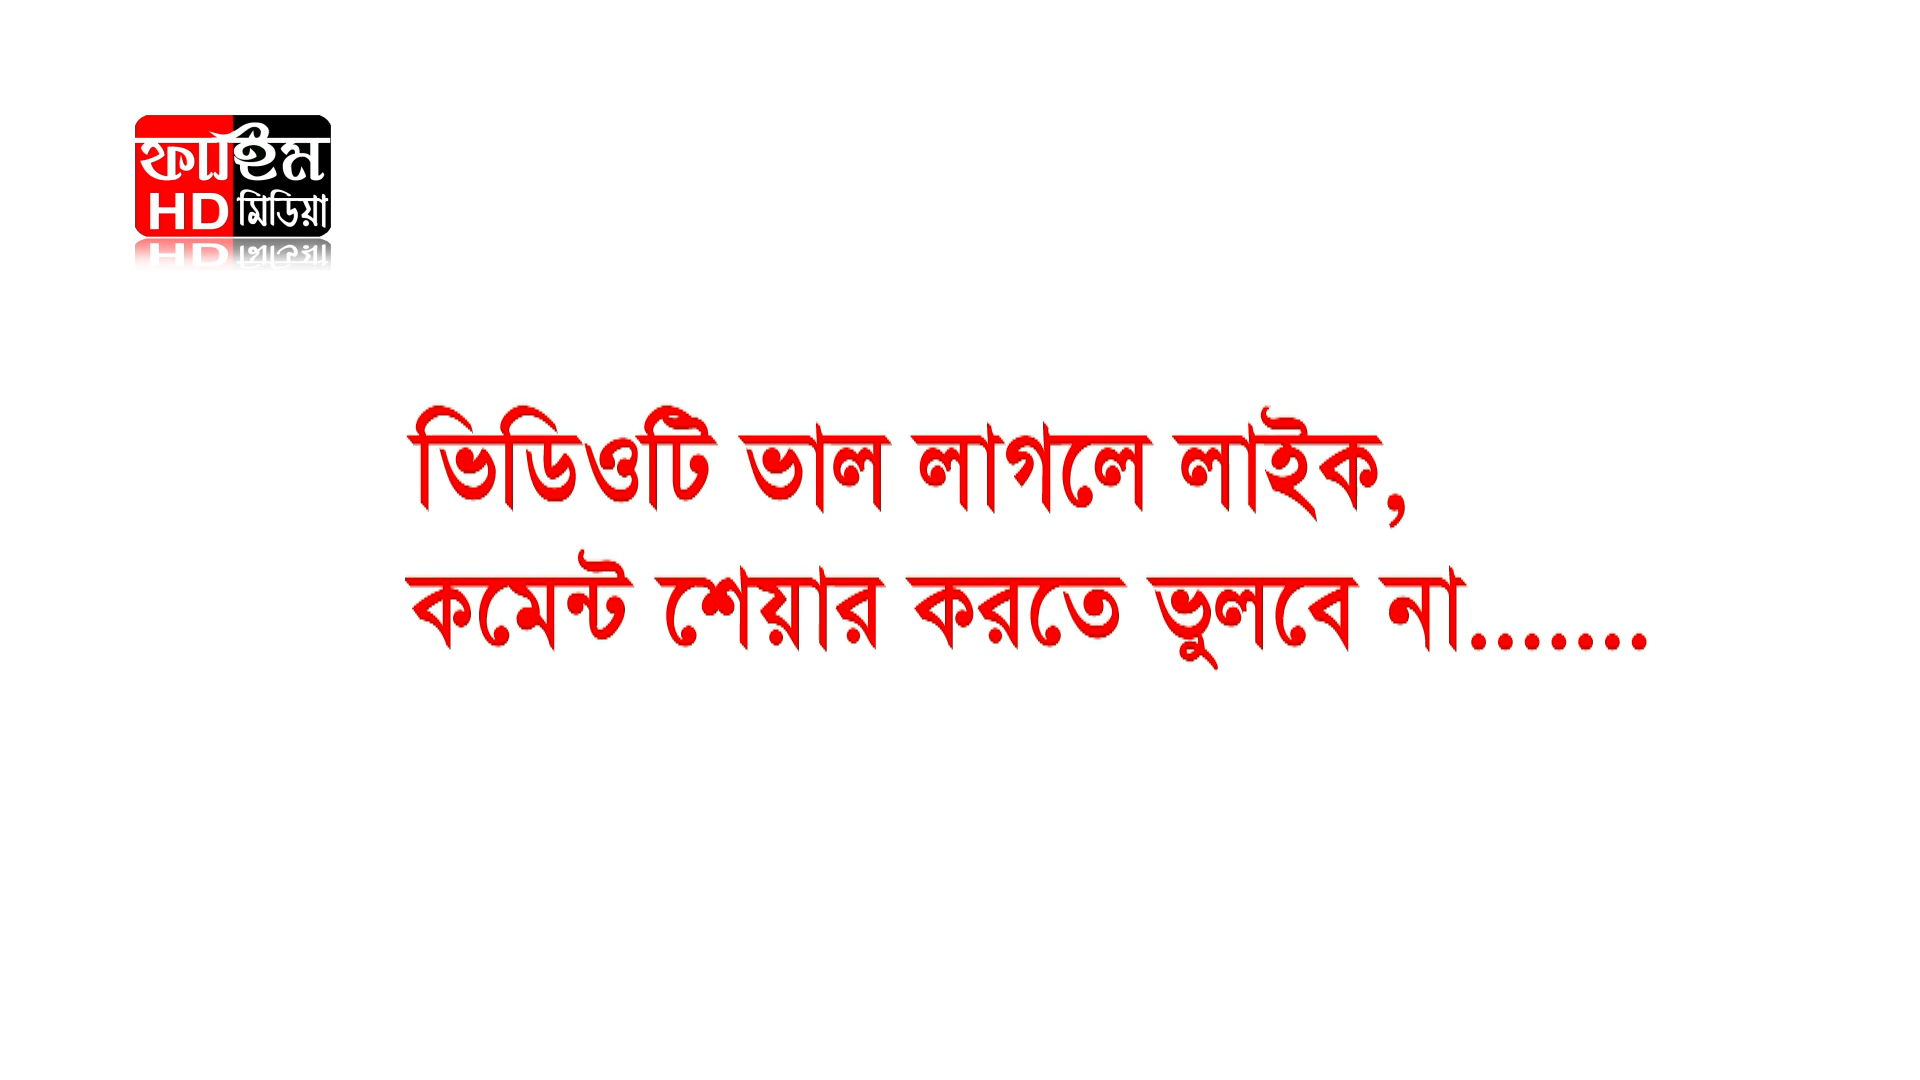 ফাহিম
HD মিডিয়া
ভিডিওটি ভাল লাগলে লাইক,
কমেন্ট শেয়ার করতে ভুলবে না.......